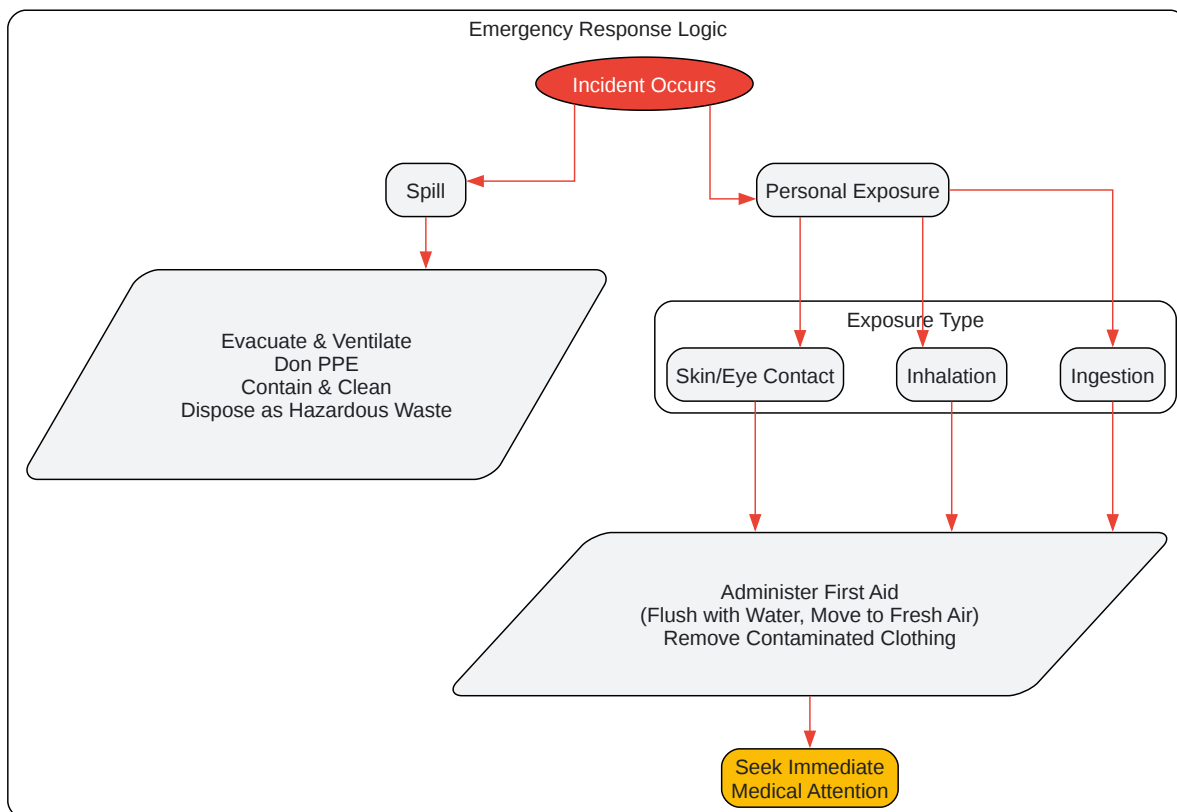 Emergency Response Logic
Incident Occurs
Spill
Personal Exposure
Evacuate & Ventilate
Don PPE
Contain & Clean
Dispose as Hazardous Waste
Exposure Type
Skin/Eye Contact
Inhalation
Ingestion
Administer First Aid
(Flush with Water, Move to Fresh Air)
Remove Contaminated Clothing
Seek Immediate
Medical Attention